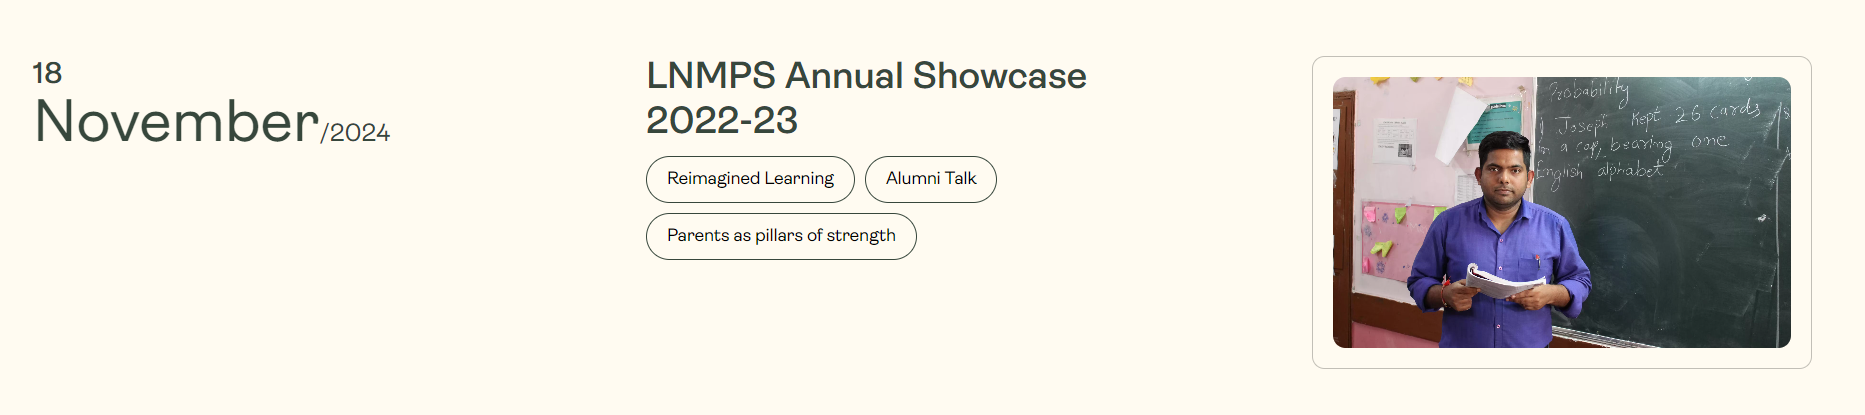 18
November/2024
LNMPS Annual Showcase
2022-23
Reimagined Learning
Alumni Talk
Parents as pillars of strength
Probability
Joseph kept 26 cards
in a cap, bearing one
English alphabet